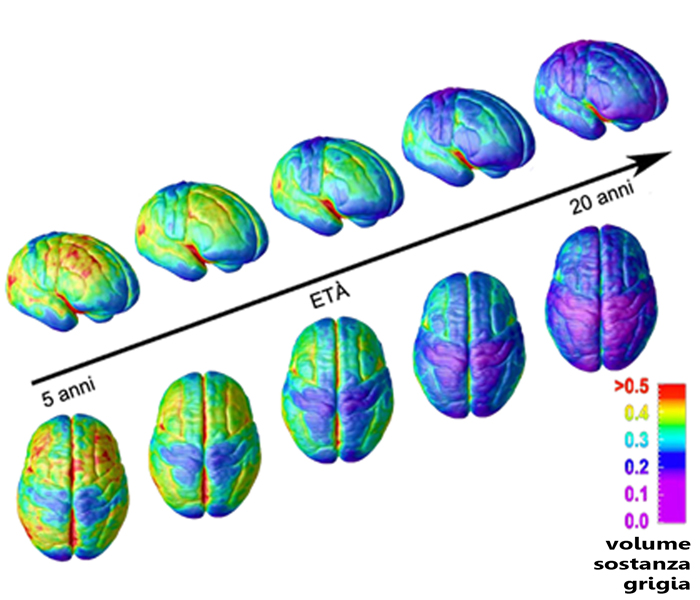 20 anni
ETÀ
5 anni
>0.5
0.4
0.3
0.2
0.1
0.0
volume
sostanza
grigia